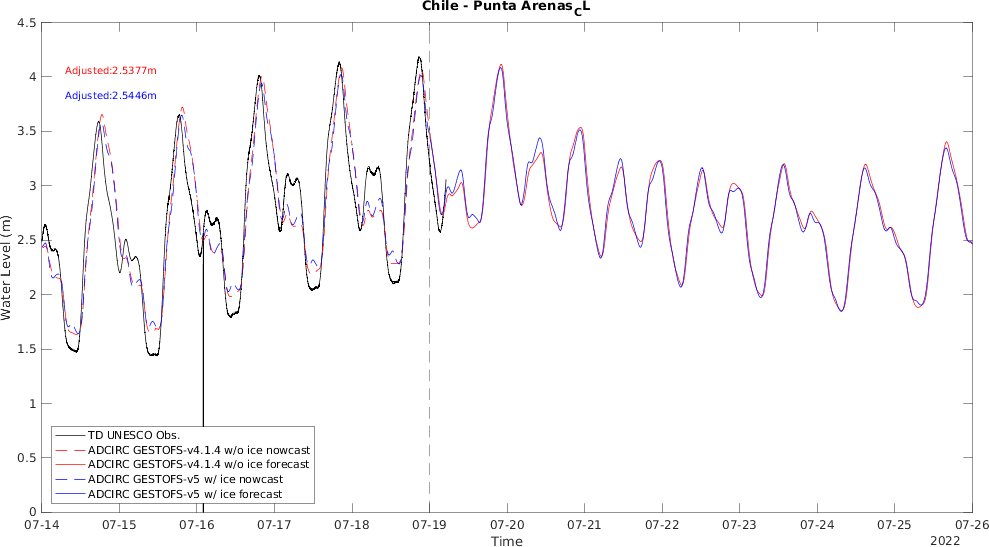 Chile - Punta Arenas_CL
4.5
4
3.5
3
2.5
2
1.5
1
0.5
0
Water Level (m)
Adjusted:2.5377m
Adjusted:2.5446m
TD UNESCO Obs.
ADCIRC GESTOFS-v4.1.4 w/o ice nowcast
ADCIRC GESTOFS-v4.1.4 w/o ice forecast
ADCIRC GESTOFS-v5 w/ ice nowcast
ADCIRC GESTOFS-v5 w/ ice forecast
07-14 07-15 07-16 07-17 07-18 07-19 07-20 07-21 07-22 07-23 07-24 07-25 07-26
Time
2022